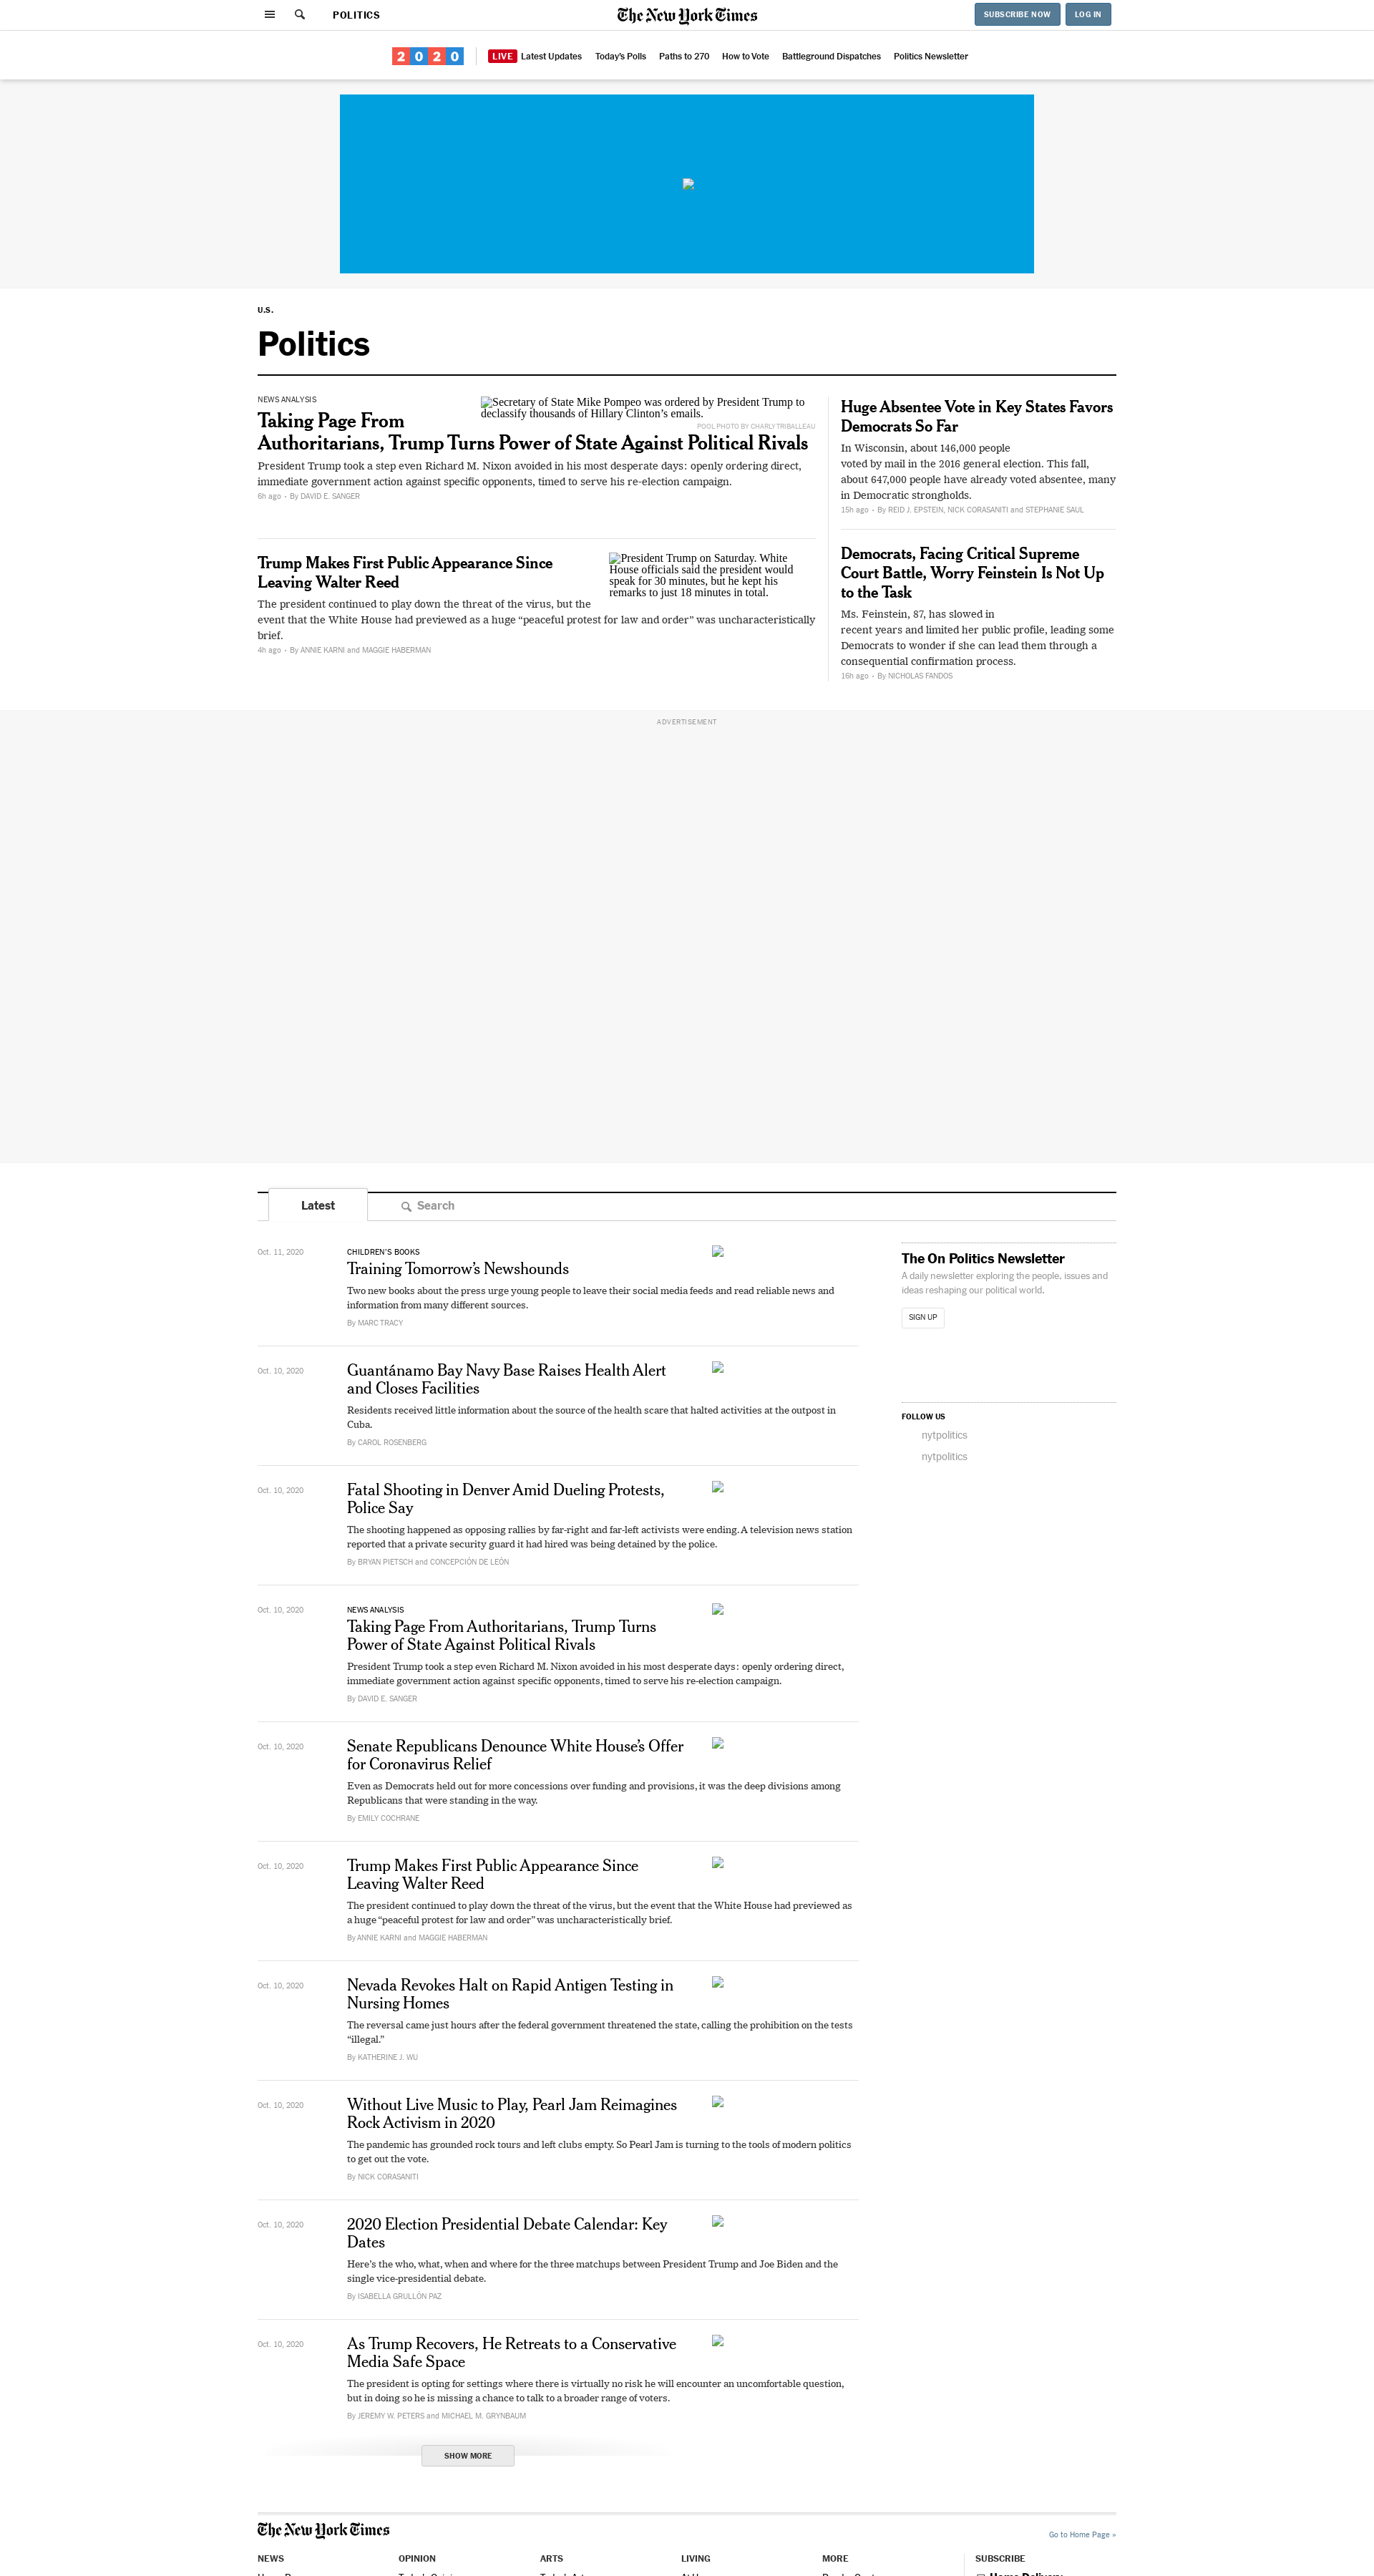 POLITICS
The New York Times
SUBSCRIBE NOW
LOG IN
2020
LIVE Latest Updates
Today's Polls
Paths to 270
How to Vote
Battleground Dispatches
Politics Newsletter
U.S.
Politics
NEWS ANALYSIS
Taking Page From
Authoritarians, Trump Turns Power of State Against Political Rivals
Secretary of State Mike Pompeo was ordered by President Trump to
declassify thousands of Hillary Clinton's emails.
POOL PHOTO BY CHARLY TRIBALLEAU
President Trump took a step even Richard M. Nixon avoided in his most desperate days: openly ordering direct,
immediate government action against specific opponents, timed to serve his re-election campaign.
6h ago • By DAVID E. SANGER
Trump Makes First Public Appearance Since
Leaving Walter Reed
President Trump on Saturday. White
House officials said the president would
speak for 30 minutes, but he kept his
remarks to just 18 minutes in total.
The president continued to play down the threat of the virus, but the
event that the White House had previewed as a huge “peaceful protest for law and order” was uncharacteristically
brief.
4h ago • By ANNIE KARNI and MAGGIE HABERMAN
Huge Absentee Vote in Key States Favors
Democrats So Far
In Wisconsin, about 146,000 people
voted by mail in the 2016 general election. This fall,
about 647,000 people have already voted absentee, many
in Democratic strongholds.
15h ago • By REID J. EPSTEIN, NICK CORASANITI and STEPHANIE SAUL
Democrats, Facing Critical Supreme
Court Battle, Worry Feinstein Is Not Up
to the Task
Ms. Feinstein, 87, has slowed in
recent years and limited her public profile, leading some
Democrats to wonder if she can lead them through a
consequential confirmation process.
16h ago • By NICHOLAS FANDOS
ADVERTISEMENT
Latest
Search
Oct. 11, 2020
CHILDREN'S BOOKS
Training Tomorrow’s Newshounds
Two new books about the press urge young people to leave their social media feeds and read reliable news and
information from many different sources.
By MARC TRACY
Oct. 10, 2020
Guantánamo Bay Navy Base Raises Health Alert
and Closes Facilities
Residents received little information about the source of the health scare that halted activities at the outpost in
Cuba.
By CAROL ROSENBERG
Oct. 10, 2020
Fatal Shooting in Denver Amid Dueling Protests,
Police Say
The shooting happened as opposing rallies by far-right and far-left activists were ending. A television news station
reported that a private security guard it had hired was being detained by the police.
By BRYAN PIETSCH and CONCEPCIÓN DE LEÓN
Oct. 10, 2020
NEWS ANALYSIS
Taking Page From Authoritarians, Trump Turns
Power of State Against Political Rivals
President Trump took a step even Richard M. Nixon avoided in his most desperate days: openly ordering direct,
immediate government action against specific opponents, timed to serve his re-election campaign.
By DAVID E. SANGER
Oct. 10, 2020
Senate Republicans Denounce White House’s Offer
for Coronavirus Relief
Even as Democrats held out for more concessions over funding and provisions, it was the deep divisions among
Republicans that were standing in the way.
By EMILY COCHRANE
Oct. 10, 2020
Trump Makes First Public Appearance Since
Leaving Walter Reed
The president continued to play down the threat of the virus, but the event that the White House had previewed as
a huge “peaceful protest for law and order” was uncharacteristically brief.
By ANNIE KARNI and MAGGIE HABERMAN
Oct. 10, 2020
Nevada Revokes Halt on Rapid Antigen Testing in
Nursing Homes
The reversal came just hours after the federal government threatened the state, calling the prohibition on the tests
“illegal.”
By KATHERINE J. WU
Oct. 10, 2020
Without Live Music to Play, Pearl Jam Reimagines
Rock Activism in 2020
The pandemic has grounded rock tours and left clubs empty. So Pearl Jam is turning to the tools of modern politics
to get out the vote.
By NICK CORASANITI
Oct. 10, 2020
2020 Election Presidential Debate Calendar: Key
Dates
Here’s the who, what, when and where for the three matchups between President Trump and Joe Biden and the
single vice-presidential debate.
By ISABELLA GRULLÓN PAZ
Oct. 10, 2020
As Trump Recovers, He Retreats to a Conservative
Media Safe Space
The president is opting for settings where there is virtually no risk he will encounter an uncomfortable question,
but in doing so he is missing a chance to talk to a broader range of voters.
By JEREMY W. PETERS and MICHAEL M. GRYNBAUM
SHOW MORE
The On Politics Newsletter
A daily newsletter exploring the people, issues and
ideas reshaping our political world.
SIGN UP
FOLLOW US
nytpolitics
nytpolitics
The New York Times
Go to Home Page »
NEWS
OPINION
ARTS
LIVING
MORE
SUBSCRIBE